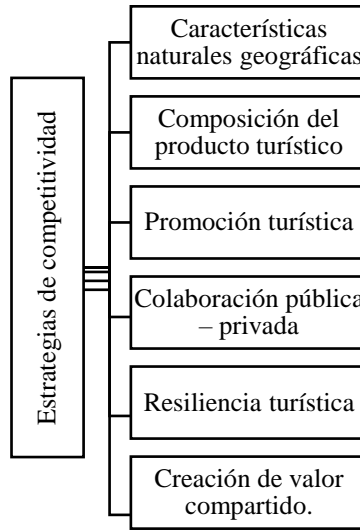 Estrategias de competitividad
Características
naturales geográficas
Composición del
producto turístico
Promoción turística
Colaboración pública
– privada
Resiliencia turística
Creación de valor
compartido.